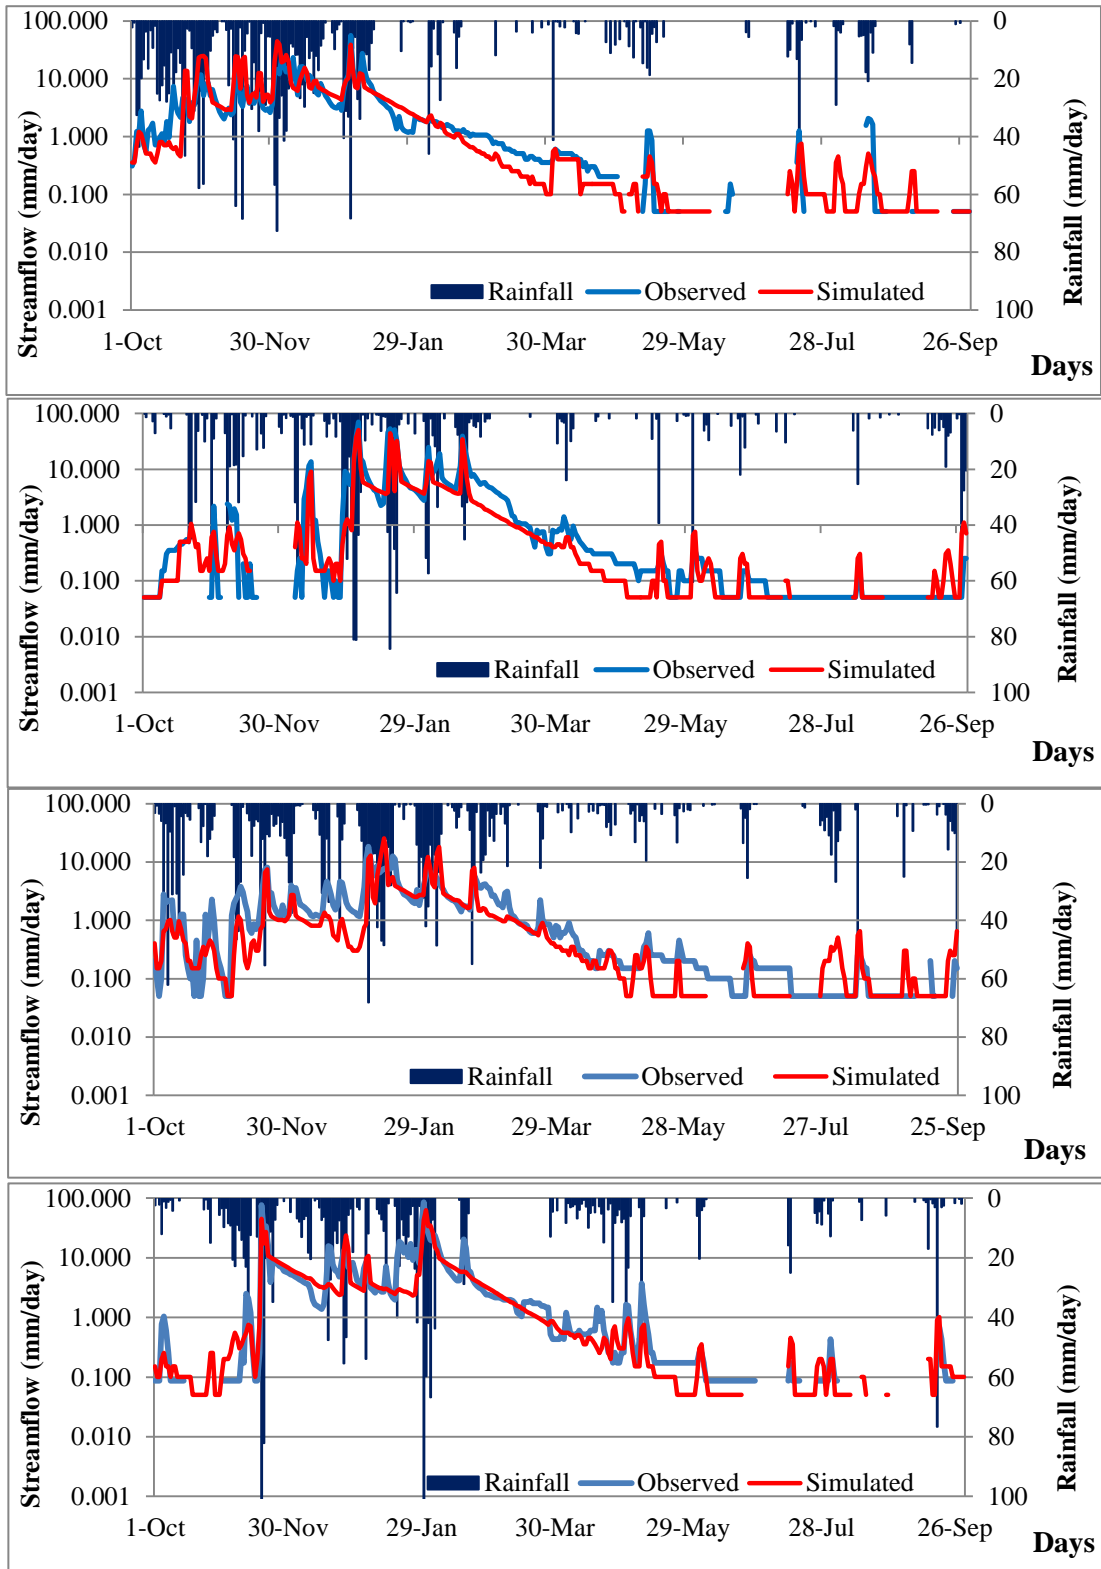 Streamflow (mm/day)
100.000
10.000
1.000
0.100
0.010
0.001
0
20
40
60
80
100
Rainfall (mm/day)
Rainfall Observed Simulated
1-Oct 30-Nov 29-Jan 30-Mar 29-May 28-Jul 26-Sep
Days
Streamflow (mm/day)
100.000
10.000
1.000
0.100
0.010
0.001
0
20
40
60
80
100
Rainfall (mm/day)
Rainfall Observed Simulated
1-Oct 30-Nov 29-Jan 30-Mar 29-May 28-Jul 26-Sep
Days
Streamflow (mm/day)
100.000
10.000
1.000
0.100
0.010
0.001
0
20
40
60
80
100
Rainfall (mm/day)
Rainfall Observed Simulated
1-Oct 30-Nov 29-Jan 29-Mar 28-May 27-Jul 25-Sep
Days
Streamflow (mm/day)
100.000
10.000
1.000
0.100
0.010
0.001
0
20
40
60
80
100
Rainfall (mm/day)
Rainfall Observed Simulated
1-Oct 30-Nov 29-Jan 30-Mar 29-May 28-Jul 26-Sep
Days